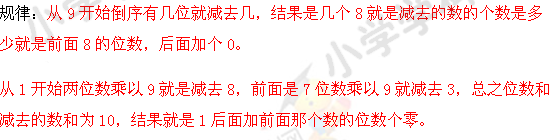 规律：从 9 开始倒序有几位就减去几，结果是几个 8 就是减去的数的个数是多
少就是前面 8 的位数，后面加个 0。
从 1 开始两位数乘以 9 就是减去 8，前面是 7 位数乘以 9 就减去 3，总之位数和
减去的数和为 10，结果就是 1 后面加前面那个数的位数个零。